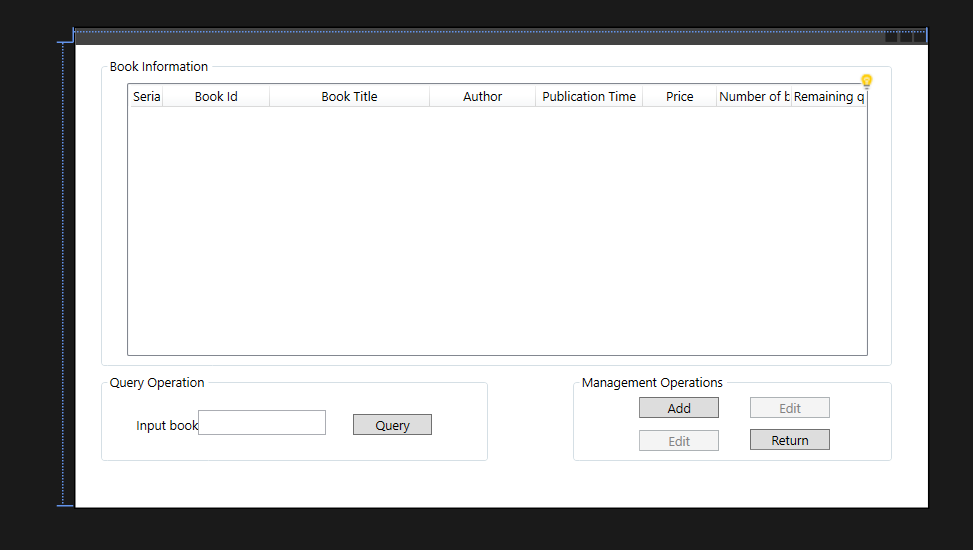 Book Information
Seria Book Id Book Title Author Publication Time Price Number of b Remaining q
Query Operation
Management Operations
Input book
Query
Add
Edit
Edit
Return